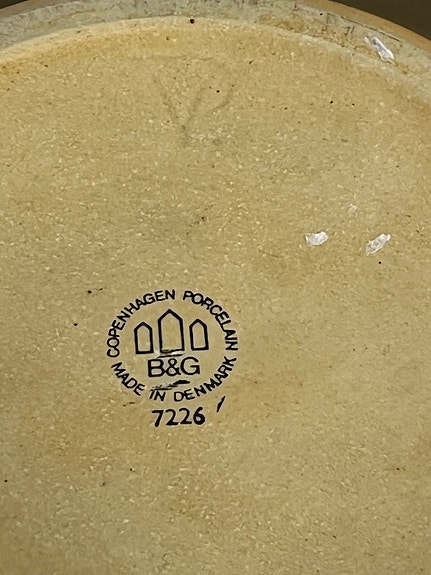 COPENHAGEN PORCELAIN
B&G
MADE IN DENMARK
7226